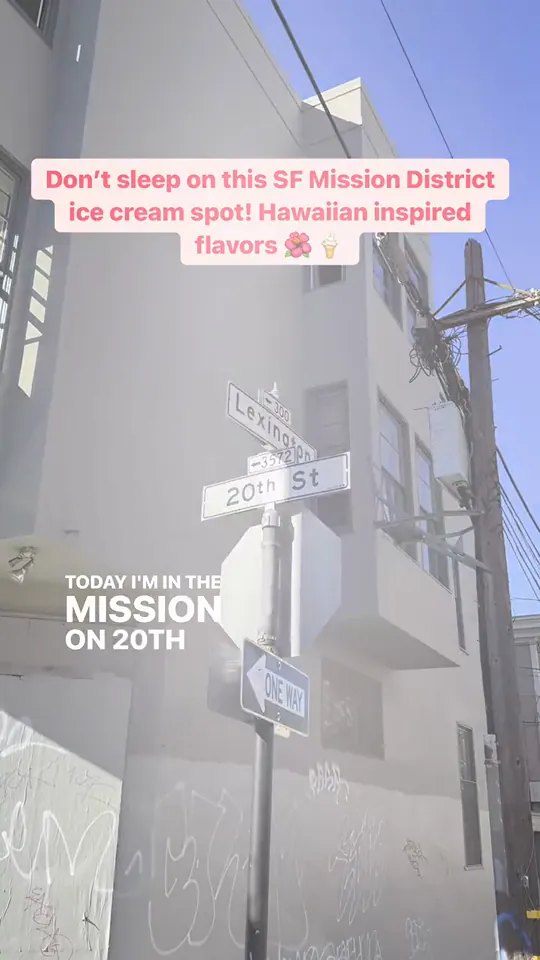 Don't sleep on this SF Mission District
ice cream spot! Hawaiian inspired
flavors 🌺🍦
300
Lexington
3572
20th St
TODAY I'M IN THE
MISSION
ON 20TH
ONE WAY